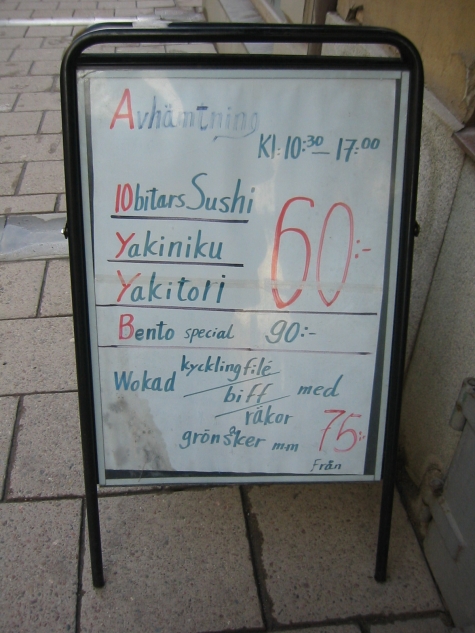 Avhämtning
Kl: 10:30 – 17:00
10 bitars Sushi
Yakiniku
Yakitori
60:-
Bento special 90:-
Wokad kycklingfilé / biff / räkor med
grönsåker m.m
75:-
Från